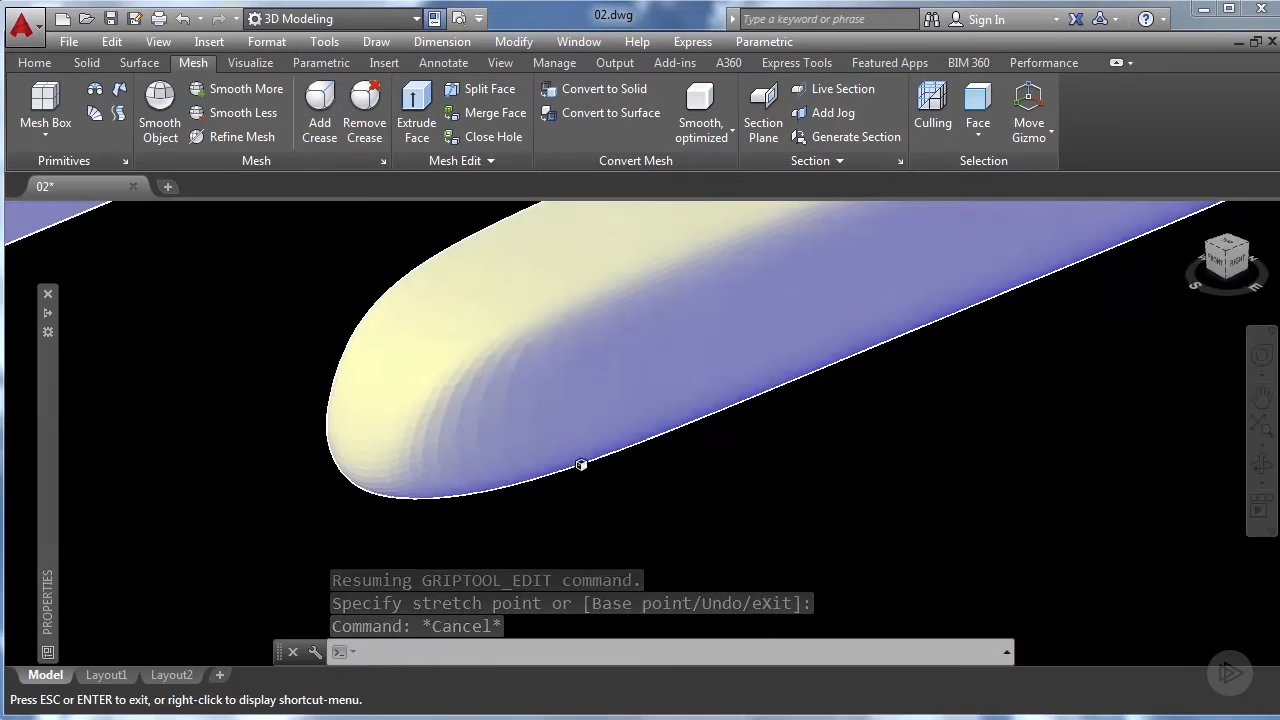 3D Modeling
02.dwg
Type a keyword or phrase
Sign In
File Edit View Insert Format Tools Draw Dimension Modify Window Help Express Parametric
Home Solid Surface Mesh Visualize Parametric Insert Annotate View Manage Output Add-ins A360 Express Tools Featured Apps BIM 360 Performance
Mesh Box
Smooth Object
Smooth More
Smooth Less
Refine Mesh
Add Crease
Remove Crease
Extrude Face
Split Face
Merge Face
Close Hole
Convert to Solid
Convert to Surface
Smooth, optimized
Section Plane
Live Section
Add Jog
Generate Section
Culling
Face
Move Gizmo
Primitives Mesh Mesh Edit Convert Mesh Section Selection
02*
TOP
FRONT RIGHT
S E
PROPERTIES
Resuming GRIPTOOL_EDIT command.
Specify stretch point or [Base point/Undo/eXit]:
Command: *Cancel*
Model Layout1 Layout2
Press ESC or ENTER to exit, or right-click to display shortcut-menu.